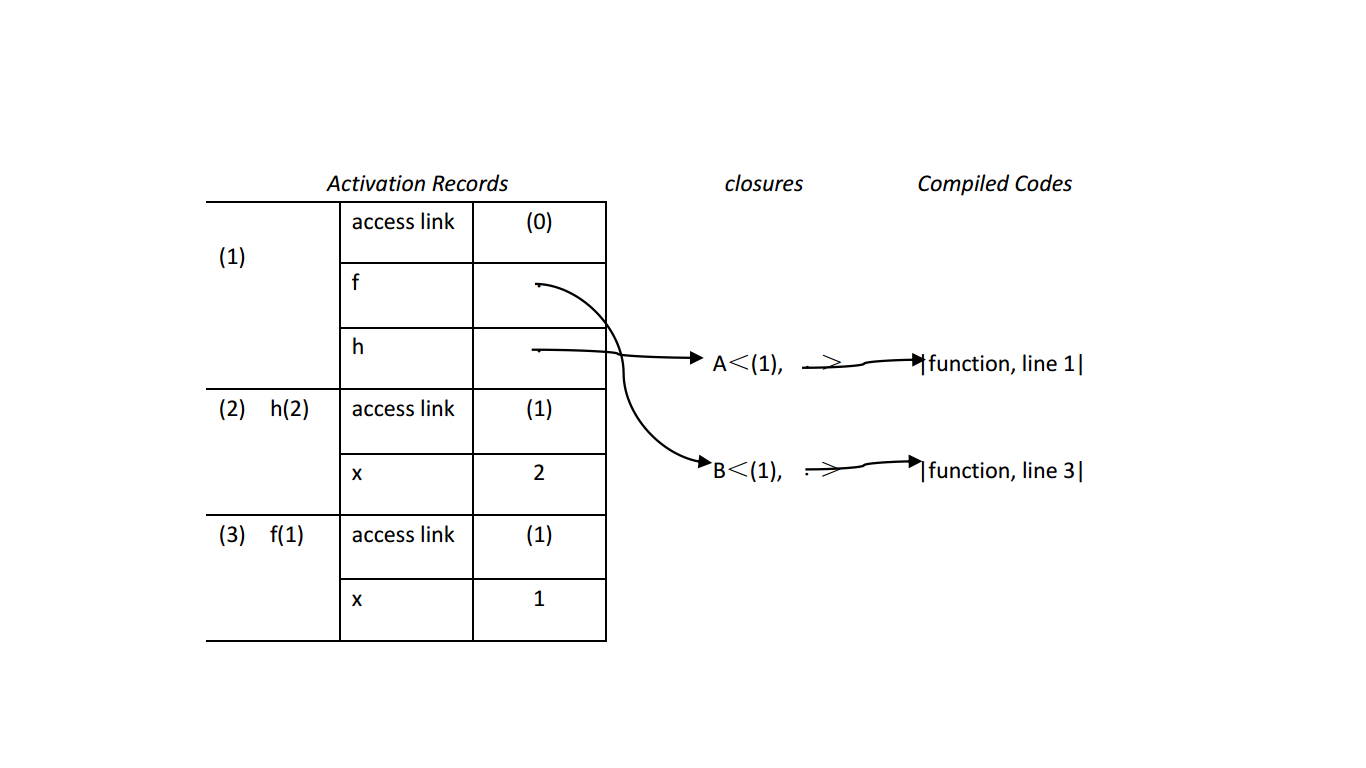 Activation Records closures Compiled Codes
access link (0)
(1)
f .
h .
A<(1), . > |function, line 1|
(2) h(2) access link (1)
x 2
B<(1), . > |function, line 3|
(3) f(1) access link (1)
x 1